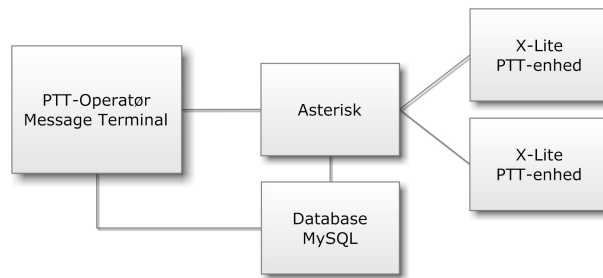 PTT-Operatør
Message Terminal
Asterisk
X-Lite
PTT-enhed
X-Lite
PTT-enhed
Database
MySQL